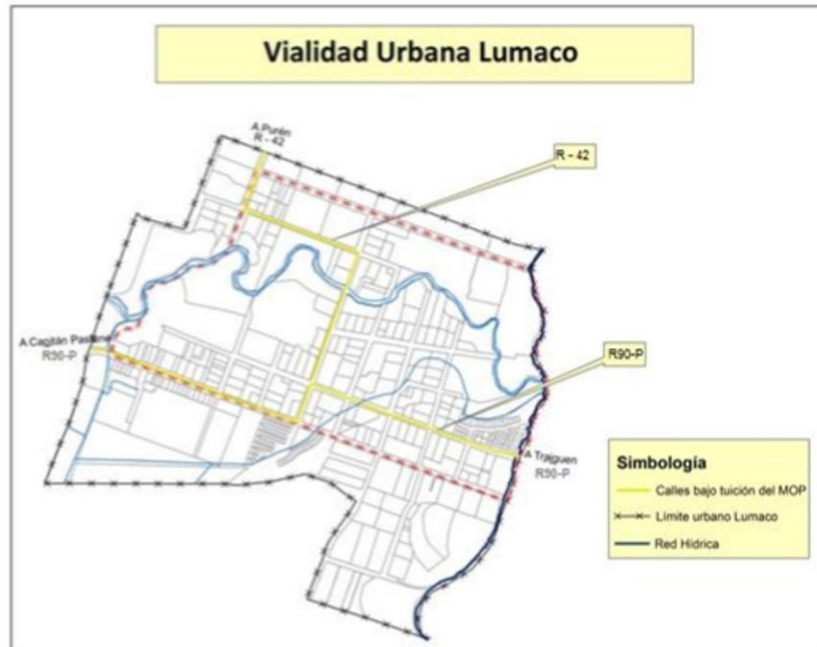 Vialidad Urbana Lumaco
A Purén
R - 42
R - 42
A Capitán Pastene
R90-P
R90-P
A Traiguen
R90-P
Simbología
Calles bajo tuición del MOP
Límite urbano Lumaco
Red Hídrica